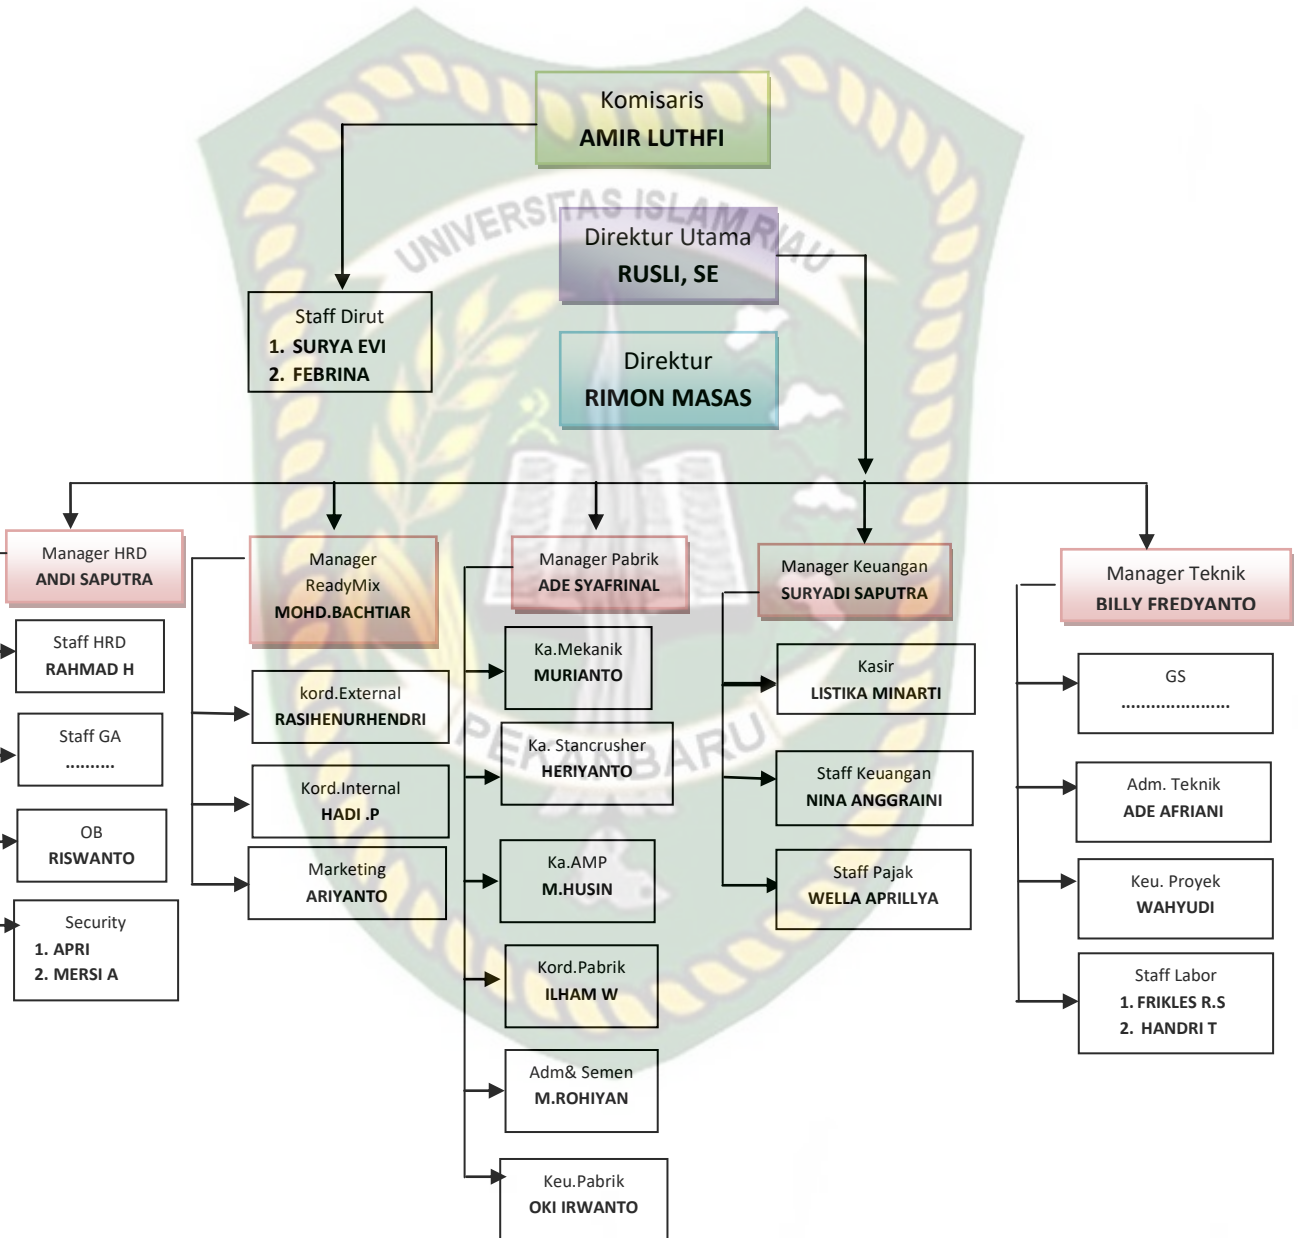 Komisaris
AMIR LUTHFI
UNIVERSITAS ISLAM RIAU
Direktur Utama
RUSLI, SE
Staff Dirut
1. SURYA EVI
2. FEBRINA
Direktur
RIMON MASAS
Manager HRD
ANDI SAPUTRA
Staff HRD
RAHMAD H
Staff GA
..........
OB
RISWANTO
Security
1. APRI
2. MERSI A
Manager
ReadyMix
MOHD.BACHTIAR
kord.External
RASIHENURHENDRI
Kord.Internal
HADI .P
Marketing
ARIYANTO
Manager Pabrik
ADE SYAFRINAL
Ka.Mekanik
MURIANTO
Ka. Stancrusher
HERIYANTO
Ka.AMP
M.HUSIN
Kord.Pabrik
ILHAM W
Adm& Semen
M.ROHIYAN
Keu.Pabrik
OKI IRWANTO
Manager Keuangan
SURYADI SAPUTRA
Kasir
LISTIKA MINARTI
Staff Keuangan
NINA ANGGRAINI
Staff Pajak
WELLA APRILLYA
Manager Teknik
BILLY FREDYANTO
GS
.......................
Adm. Teknik
ADE AFRIANI
Keu. Proyek
WAHYUDI
Staff Labor
1. FRIKLES R.S
2. HANDRI T
PEKANBARU